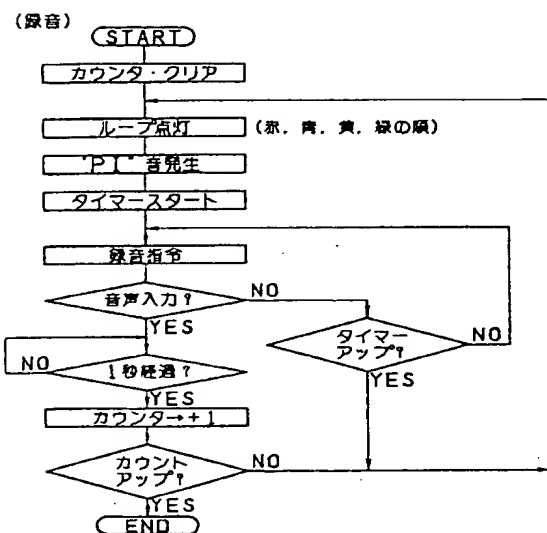 (録音)
START
カウンタ・クリア
ループ点灯 (赤, 青, 黄, 緑の順)
"PI" 音発生
タイマースタート
録音指令
音声入力? NO
YES
タイマー
アップ? NO
YES
NO 1秒経過?
YES
カウンター→+1
カウント
アップ? NO
YES
END